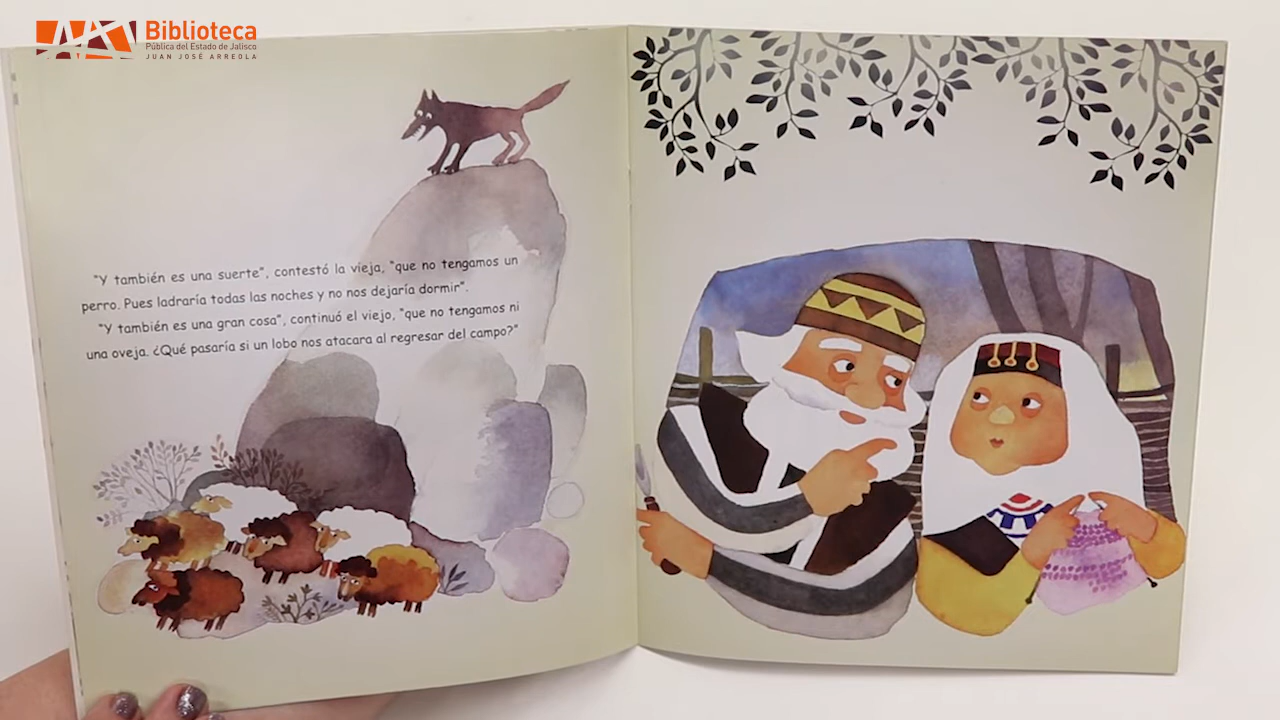 Biblioteca
Pública del Estado de Jalisco
JUAN JOSÉ ARREOLA
“Y también es una suerte”, contestó la vieja, “que no tengamos un
perro. Pues ladraría todas las noches y no nos dejaría dormir”.
“Y también es una gran cosa”, continuó el viejo, “que no tengamos ni
una oveja. ¿Qué pasaría si un lobo nos atacara al regresar del campo?”